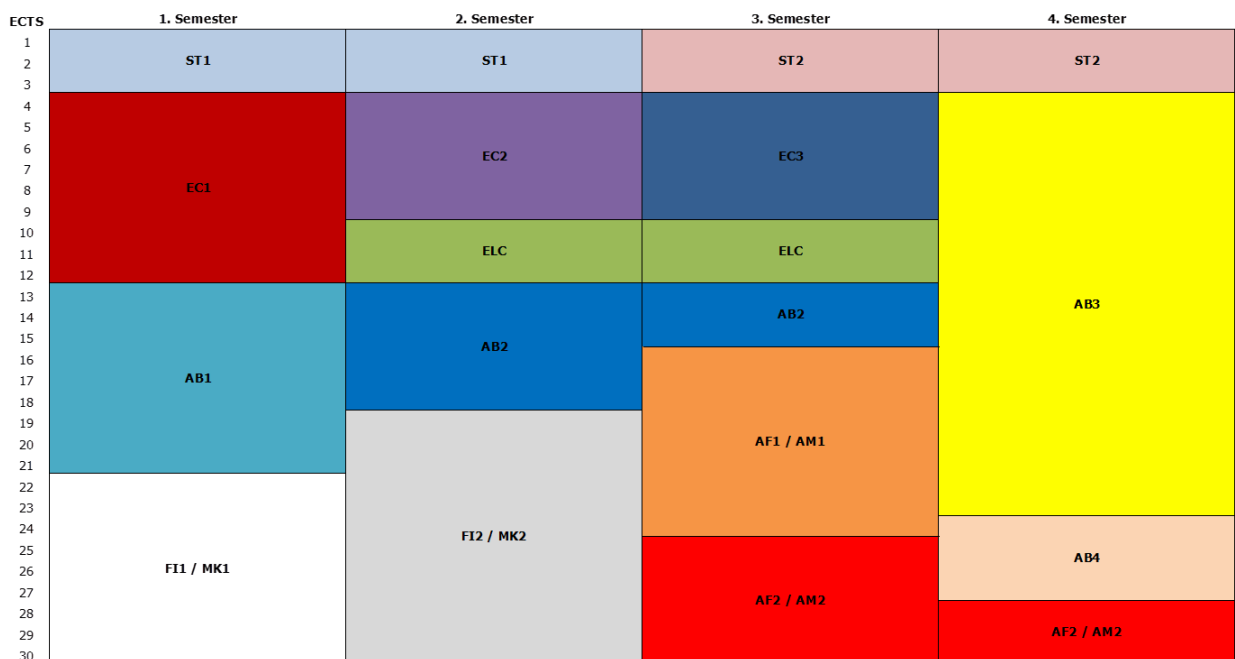 ECTS 1. Semester 2. Semester 3. Semester 4. Semester
1
2 ST1 ST1 ST2 ST2
3
4
5
6
EC2 EC3
7
8 EC1
9
10
11 ELC ELC
12
13
14 AB2 AB3
15
16 AB2
17 AB1
18
19
20 AF1 / AM1
21
22
23
24
FI2 / MK2
25 AB4
26 FI1 / MK1
27 AF2 / AM2
28
29 AF2 / AM2
30